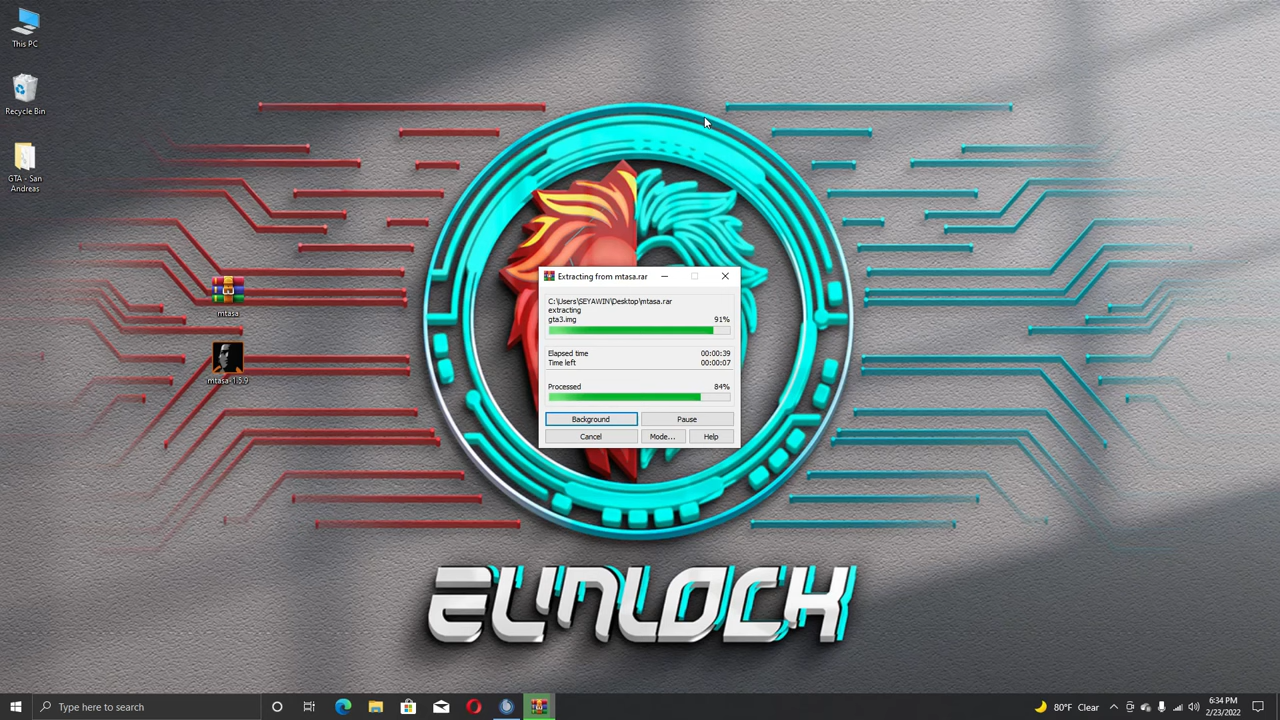 This PC
Recycle Bin
GTA - San
Andreas
mtasa
mtasa-1.5.9
Extracting from mtasa.rar
C:\Users\SEYAWIN\Desktop\mtasa.rar
extracting
gta3.img 91%
Elapsed time 00:00:39
Time left 00:00:07
Processed 84%
Background Pause
Cancel Mode... Help
Type here to search
80°F Clear
6:34 PM
2/23/2022